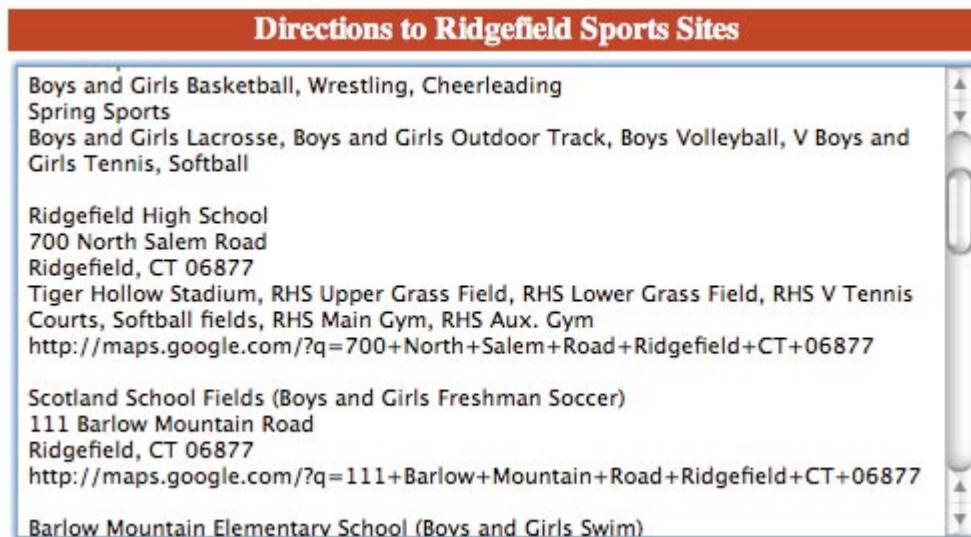 Directions to Ridgefield Sports Sites
Boys and Girls Basketball, Wrestling, Cheerleading
Spring Sports
Boys and Girls Lacrosse, Boys and Girls Outdoor Track, Boys Volleyball, V Boys and
Girls Tennis, Softball
Ridgefield High School
700 North Salem Road
Ridgefield, CT 06877
Tiger Hollow Stadium, RHS Upper Grass Field, RHS Lower Grass Field, RHS V Tennis
Courts, Softball fields, RHS Main Gym, RHS Aux. Gym
http://maps.google.com/?q=700+North+Salem+Road+Ridgefield+CT+06877
Scotland School Fields (Boys and Girls Freshman Soccer)
111 Barlow Mountain Road
Ridgefield, CT 06877
http://maps.google.com/?q=111+Barlow+Mountain+Road+Ridgefield+CT+06877
Barlow Mountain Elementary School (Boys and Girls Swim)